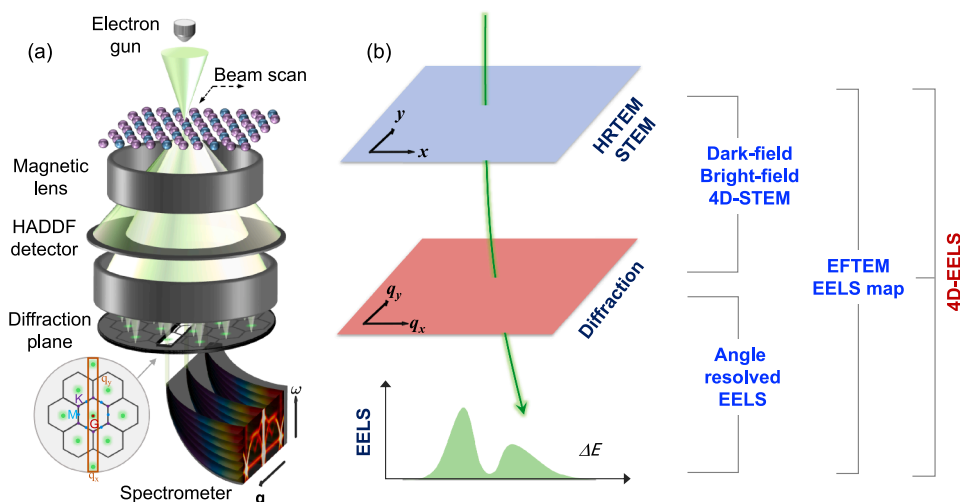 (a)
Electron
gun
Beam scan
Magnetic
lens
HADDF
detector
Diffraction
plane
q_y
K
M
G
q_x
Spectrometer
ω
q
(b)
y
x
HRTEM
STEM
q_y
q_x
Diffraction
EELS
ΔE
Dark-field
Bright-field
4D-STEM
Angle
resolved
EELS
EFTEM
EELS map
4D-EELS